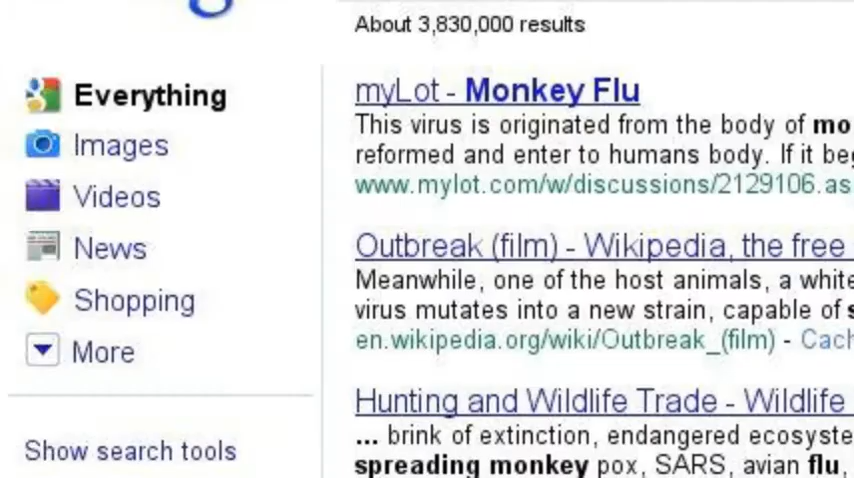 About 3,830,000 results
Everything
Images
Videos
News
Shopping
More
Show search tools
myLot - Monkey Flu
This virus is originated from the body of mo
reformed and enter to humans body. If it beg
www.mylot.com/w/discussions/2129106.as
Outbreak (film) - Wikipedia, the free
Meanwhile, one of the host animals, a white
virus mutates into a new strain, capable of s
en.wikipedia.org/wiki/Outbreak_(film) - Cach
Hunting and Wildlife Trade - Wildlife
... brink of extinction, endangered ecosyste
spreading monkey pox, SARS, avian flu,